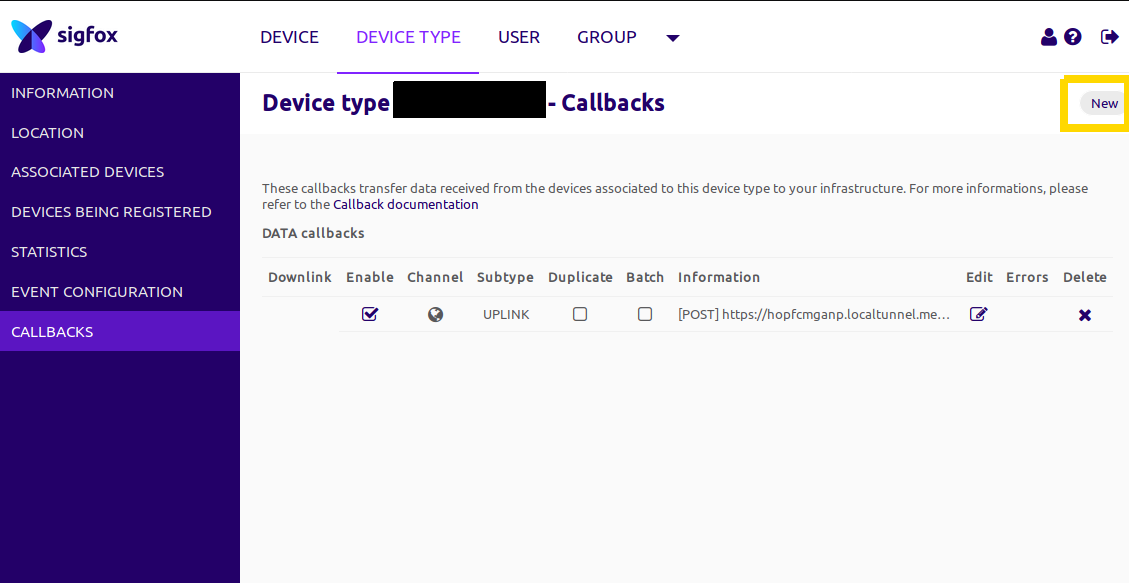 sigfox
DEVICE DEVICE TYPE USER GROUP
INFORMATION
LOCATION
ASSOCIATED DEVICES
DEVICES BEING REGISTERED
STATISTICS
EVENT CONFIGURATION
CALLBACKS
Device type - Callbacks
New
These callbacks transfer data received from the devices associated to this device type to your infrastructure. For more informations, please
refer to the Callback documentation
DATA callbacks
Downlink Enable Channel Subtype Duplicate Batch Information Edit Errors Delete
UPLINK [POST] https://hopfcmganp.localtunnel.me...